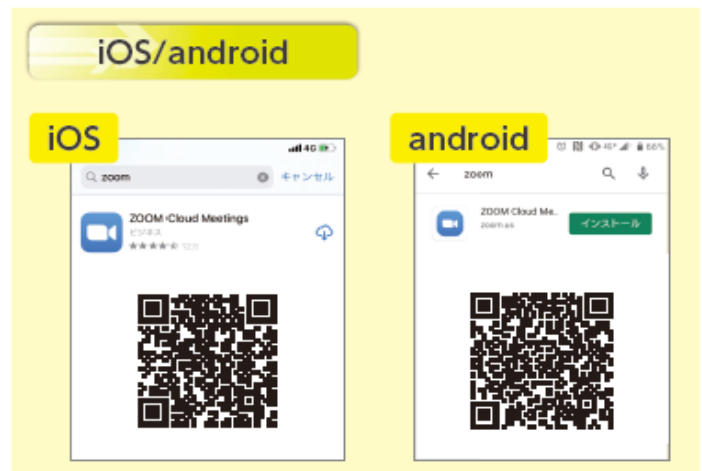 iOS/android
iOS
4G
zoom
キャンセル
ZOOM Cloud Meetings
ビジネス
android
66%
zoom
ZOOM Cloud Me..
zoom.us
インストール